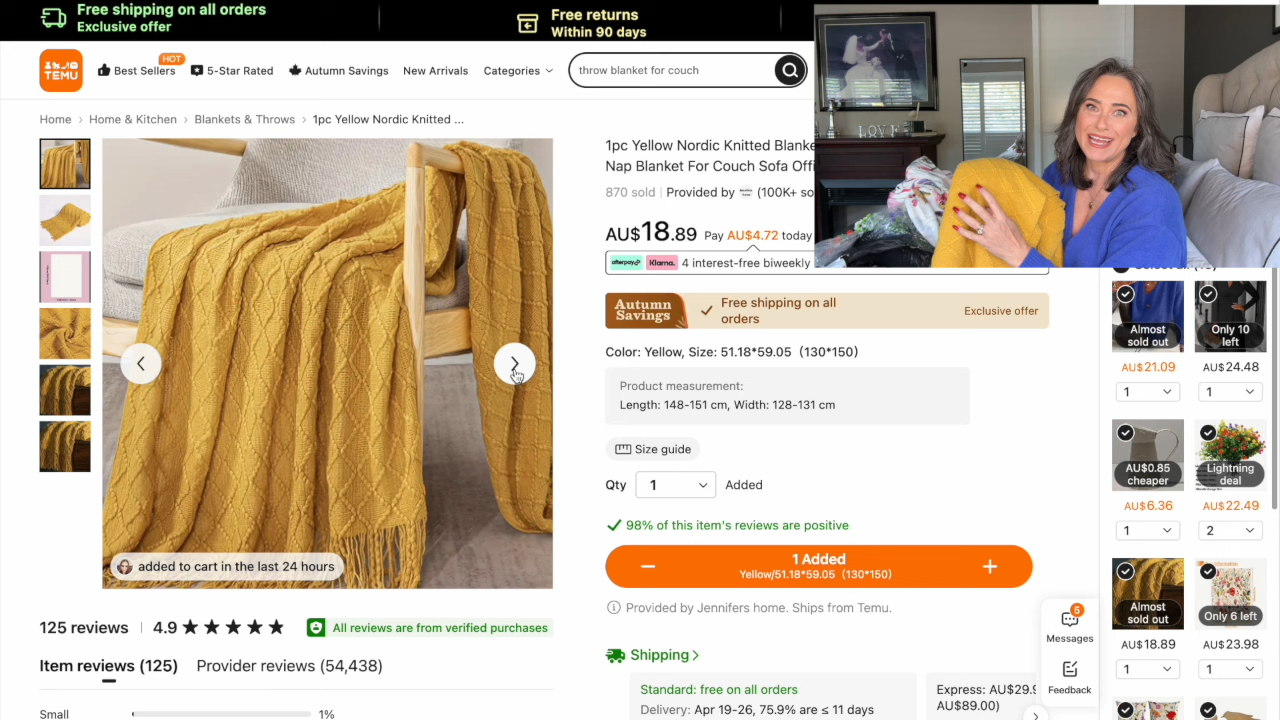 Free shipping on all orders
Exclusive offer
Free returns
Within 90 days
TEMU
Best Sellers
HOT
5-Star Rated
Autumn Savings
New Arrivals
Categories
throw blanket for couch
Home > Home & Kitchen > Blankets & Throws > 1pc Yellow Nordic Knitted ...
1pc Yellow Nordic Knitted Blanke
Nap Blanket For Couch Sofa Offi
870 sold | Provided by (100K+ so
AU$18.89 Pay AU$4.72 today
afterpay Klarna. 4 interest-free biweekly
Autumn Savings
Free shipping on all orders
Exclusive offer
Color: Yellow, Size: 51.18*59.05 (130*150)
Product measurement:
Length: 148-151 cm, Width: 128-131 cm
Size guide
Qty 1 Added
98% of this item's reviews are positive
1 Added
Yellow/51.18*59.05 (130*150)
Provided by Jennifers home. Ships from Temu.
Shipping >
Standard: free on all orders
Delivery: Apr 19-26, 75.9% are ≤ 11 days
Express: AU$29.9
AU$89.00)
added to cart in the last 24 hours
125 reviews | 4.9 ★★★★★
All reviews are from verified purchases
Item reviews (125)
Provider reviews (54,438)
Small 1%
LOVE
Almost sold out
AU$21.09
1
Only 10 left
AU$24.48
1
AU$0.85 cheaper
AU$6.36
1
Lightning deal
AU$22.49
2
Almost sold out
AU$18.89
1
Only 6 left
AU$23.98
1
5
Messages
Feedback